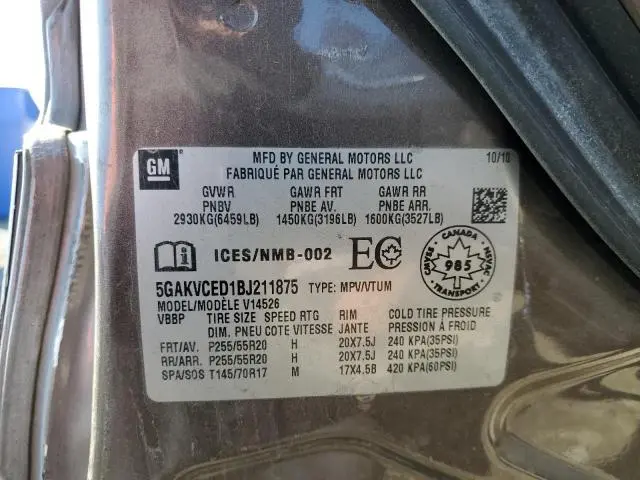 GM
MFD BY GENERAL MOTORS LLC 10/10
FABRIQUÉ PAR GENERAL MOTORS LLC
GVWR GAWR FRT GAWR RR
PNBV PNBE AV. PNBE ARR.
2930KG(6459LB) 1450KG(3196LB) 1600KG(3527LB)
ICES/NMB-002 EC
CANADA
CMVSS NSVAC
985
TRANSPORT
5GAKVCED1BJ211875 TYPE: MPV/VTUM
MODEL/MODÈLE V14526
VBBP TIRE SIZE SPEED RTG RIM COLD TIRE PRESSURE
DIM. PNEU COTE VITESSE JANTE PRESSION À FROID
FRT/AV. P255/55R20 H 20X7.5J 240 KPA(35PSI)
RR/ARR. P255/55R20 H 20X7.5J 240 KPA(35PSI)
SPA/SOS T145/70R17 M 17X4.5B 420 KPA(60PSI)